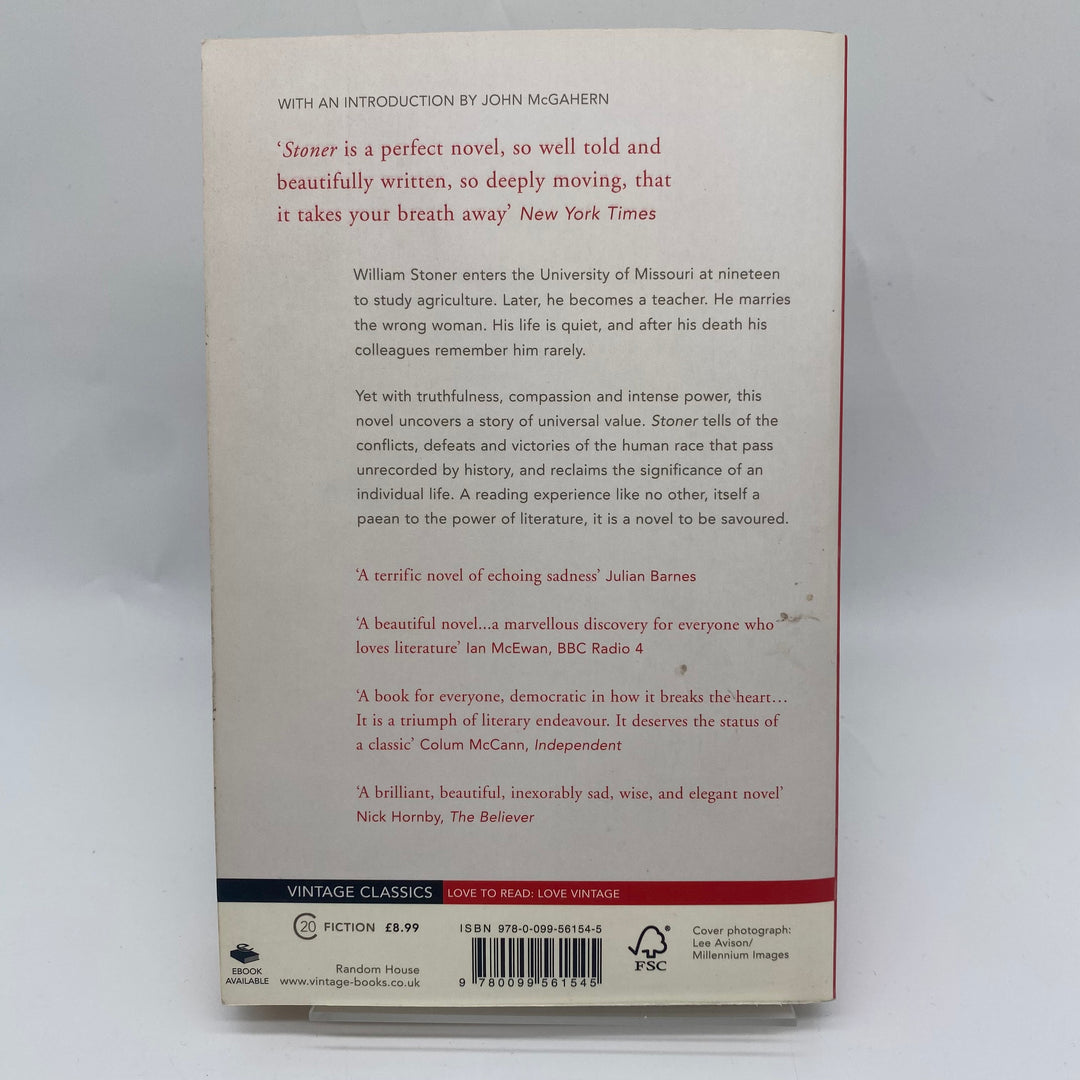 WITH AN INTRODUCTION BY JOHN McGAHERN
‘Stoner is a perfect novel, so well told and
beautifully written, so deeply moving, that
it takes your breath away’ New York Times
William Stoner enters the University of Missouri at nineteen
to study agriculture. Later, he becomes a teacher. He marries
the wrong woman. His life is quiet, and after his death his
colleagues remember him rarely.
Yet with truthfulness, compassion and intense power, this
novel uncovers a story of universal value. Stoner tells of the
conflicts, defeats and victories of the human race that pass
unrecorded by history, and reclaims the significance of an
individual life. A reading experience like no other, itself a
paean to the power of literature, it is a novel to be savoured.
‘A terrific novel of echoing sadness’ Julian Barnes
‘A beautiful novel...a marvellous discovery for everyone who
loves literature’ Ian McEwan, BBC Radio 4
‘A book for everyone, democratic in how it breaks the heart...
It is a triumph of literary endeavour. It deserves the status of
a classic’ Colum McCann, Independent
‘A brilliant, beautiful, inexorably sad, wise, and elegant novel’
Nick Hornby, The Believer
VINTAGE CLASSICS LOVE TO READ: LOVE VINTAGE
C20 FICTION £8.99
EBOOK
AVAILABLE
Random House
www.vintage-books.co.uk
ISBN 978-0-099-56154-5
9 780099 561545
FSC®
Cover photograph:
Lee Avison/
Millennium Images